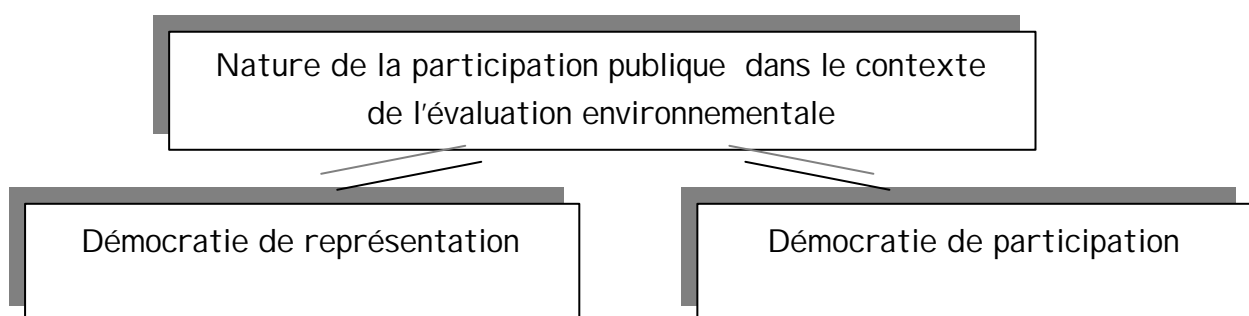 Nature de la participation publique dans le contexte
de l'évaluation environnementale
Démocratie de représentation
Démocratie de participation